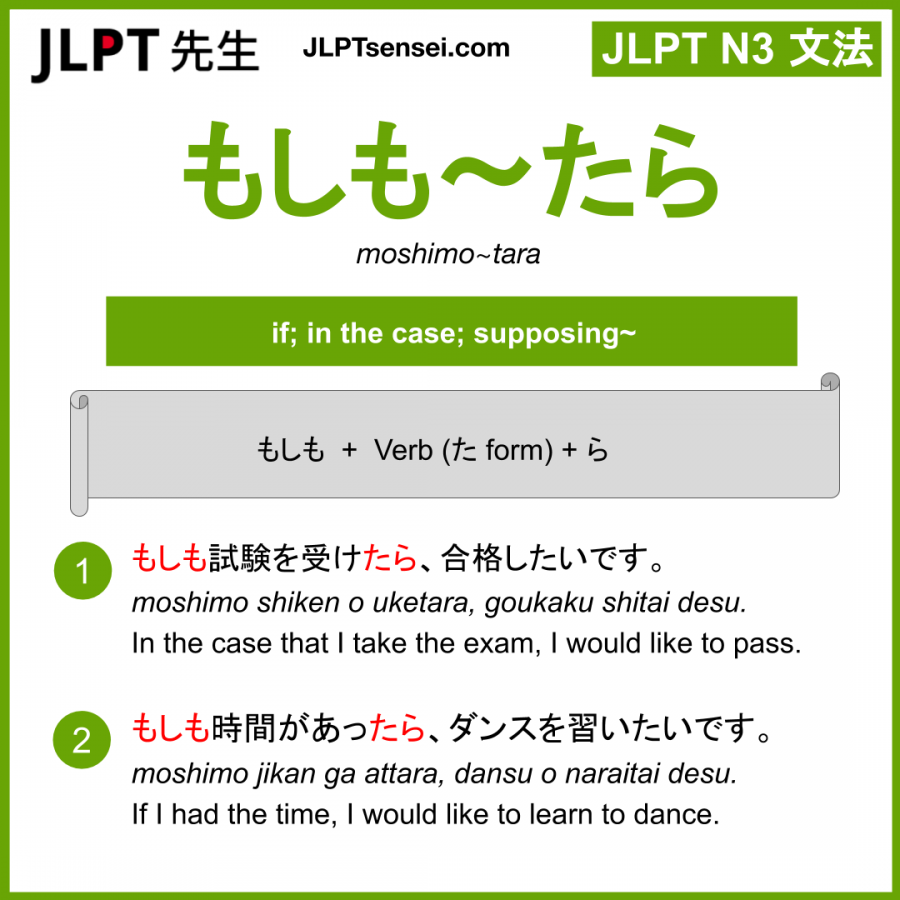 JLPT 先生
JLPTsensei.com
JLPT N3 文法
もしも〜たら
moshimo~tara
if; in the case; supposing~
もしも + Verb (た form) + ら
1
もしも試験を受けたら、合格したいです。
moshimo shiken o uketara, goukaku shitai desu.
In the case that I take the exam, I would like to pass.
2
もしも時間があったら、ダンスを習いたいです。
moshimo jikan ga attara, dansu o naraitai desu.
If I had the time, I would like to learn to dance.